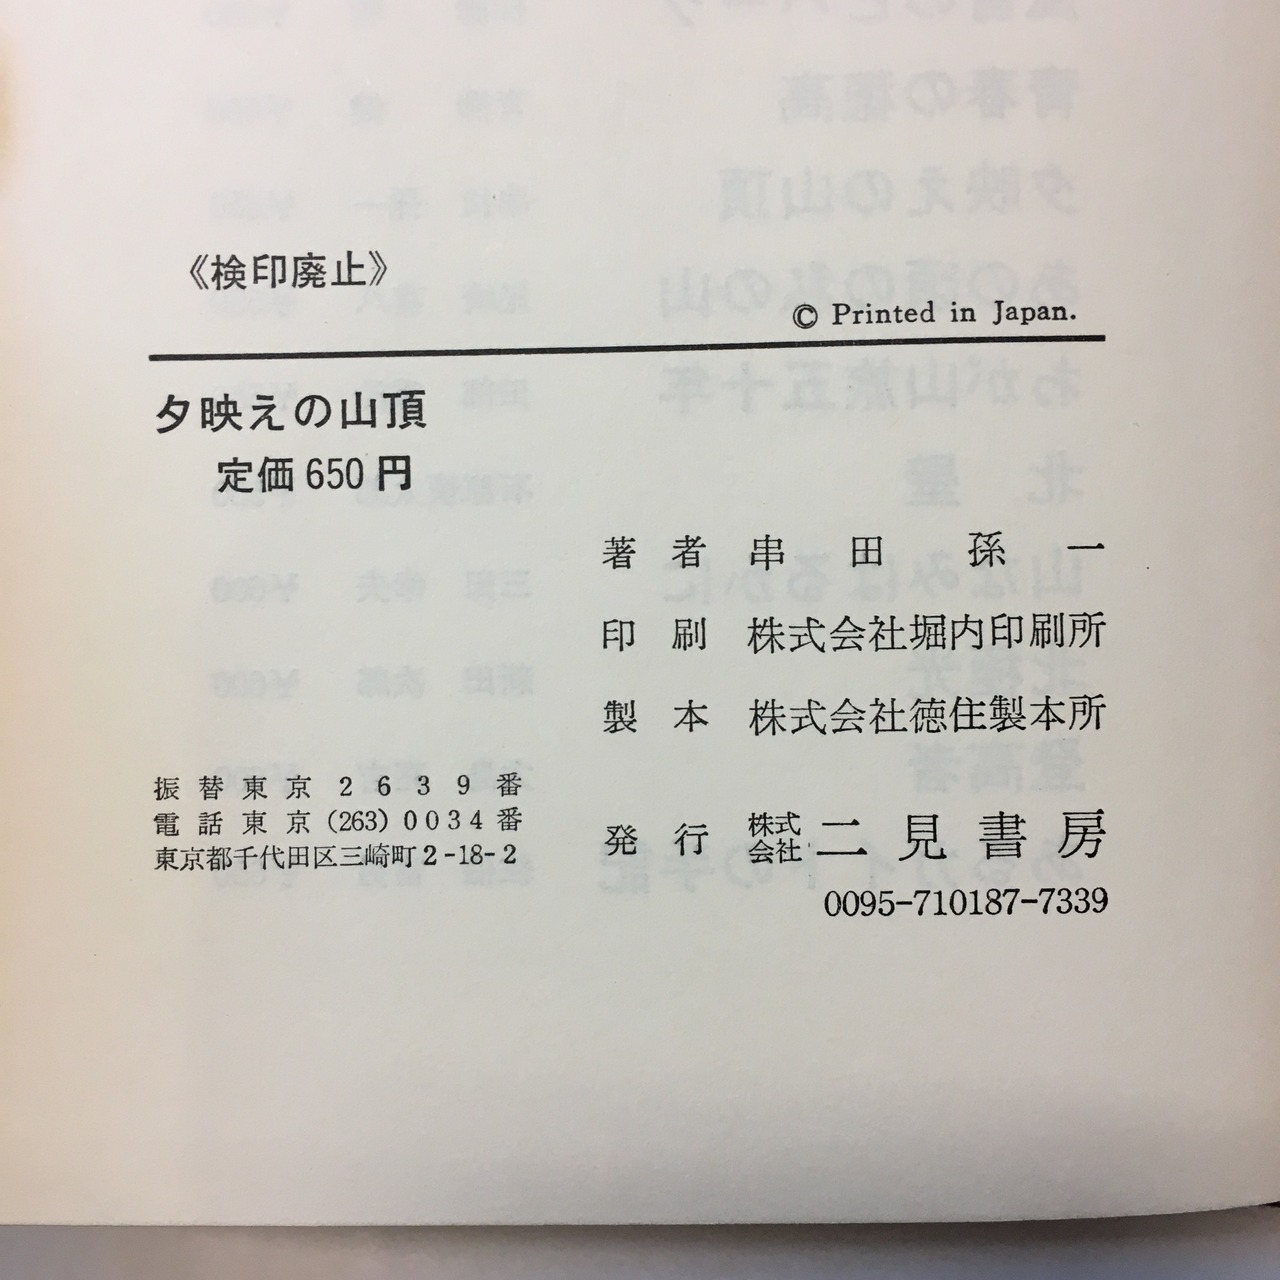 《検印廃止》
© Printed in Japan.
夕映えの山頂
定価650円
著者 串田孫一
印刷 株式会社堀内印刷所
製本 株式会社徳住製本所
振替東京2639番
電話東京(263)0034番
東京都千代田区三崎町2-18-2
発行 株式会社 二見書房
0095-710187-7339